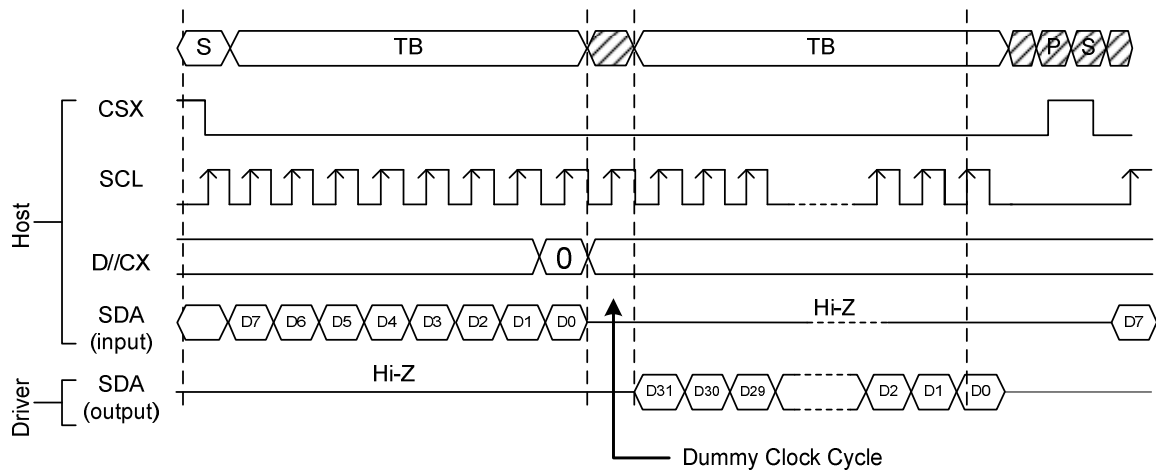 S TB TB P S
CSX
SCL
D//CX 0
SDA
(input) D7 D6 D5 D4 D3 D2 D1 D0 Hi-Z D7
SDA
(output) Hi-Z D31 D30 D29 D2 D1 D0
Host
Driver
Dummy Clock Cycle